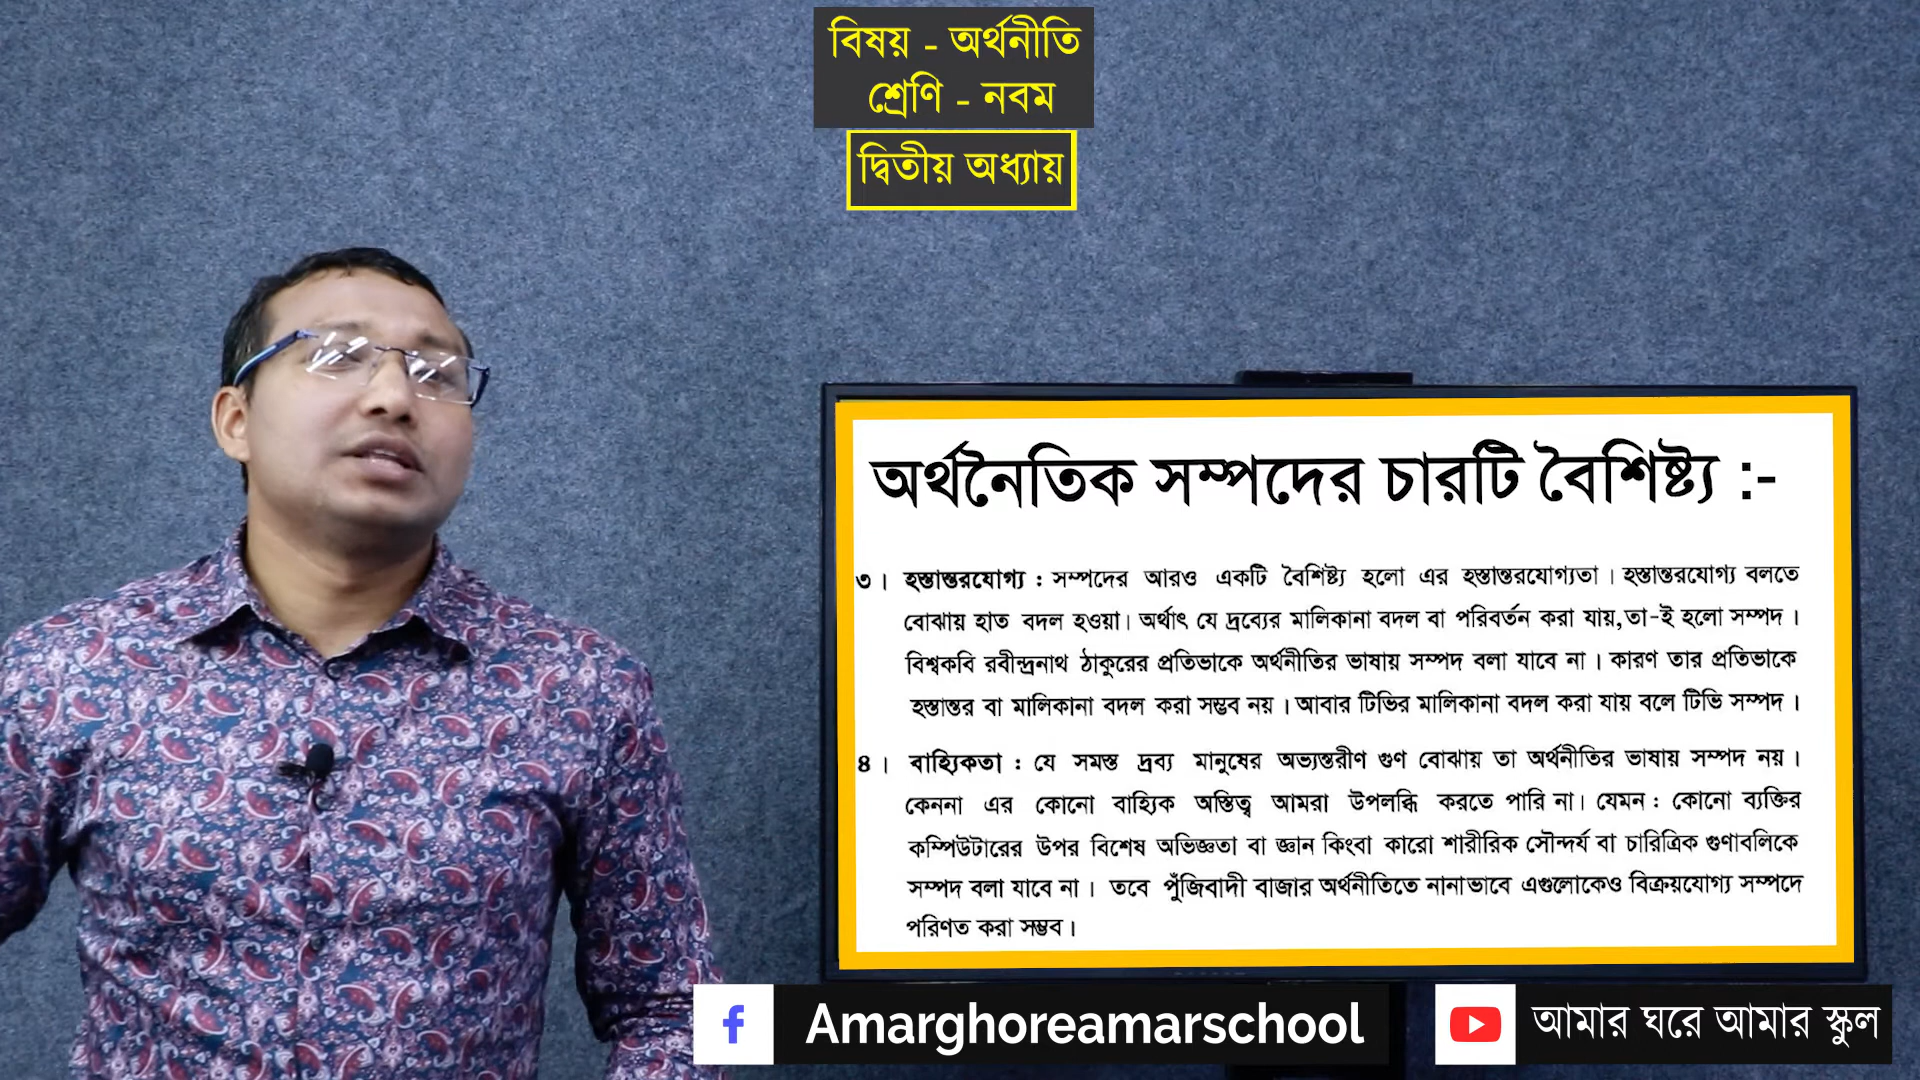 বিষয় - অর্থনীতি
শ্রেণি - নবম
দ্বিতীয় অধ্যায়
অর্থনৈতিক সম্পদের চারটি বৈশিষ্ট্য :-
৩। হস্তান্তরযোগ্য : সম্পদের আরও একটি বৈশিষ্ট্য হলো এর হস্তান্তরযোগ্যতা। হস্তান্তরযোগ্য বলতে
বোঝায় হাত বদল হওয়া। অর্থাৎ যে দ্রব্যের মালিকানা বদল বা পরিবর্তন করা যায়, তা-ই হলো সম্পদ।
বিশ্বকবি রবীন্দ্রনাথ ঠাকুরের প্রতিভাকে অর্থনীতির ভাষায় সম্পদ বলা যাবে না। কারণ তার প্রতিভাকে
হস্তান্তর বা মালিকানা বদল করা সম্ভব নয়। আবার টিভির মালিকানা বদল করা যায় বলে টিভি সম্পদ।
৪। বাহ্যিকতা : যে সমস্ত দ্রব্য মানুষের অভ্যন্তরীণ গুণ বোঝায় তা অর্থনীতির ভাষায় সম্পদ নয়।
কেননা এর কোনো বাহ্যিক অস্তিত্ব আমরা উপলব্ধি করতে পারি না। যেমন : কোনো ব্যক্তির
কম্পিউটারের উপর বিশেষ অভিজ্ঞতা বা জ্ঞান কিংবা কারো শারীরিক সৌন্দর্য বা চারিত্রিক গুণাবলিকে
সম্পদ বলা যাবে না। তবে পুঁজিবাদী বাজার অর্থনীতিতে নানাভাবে এগুলোকেও বিক্রয়যোগ্য সম্পদে
পরিণত করা সম্ভব।
Amarghoreamarschool
আমার ঘরে আমার স্কুল